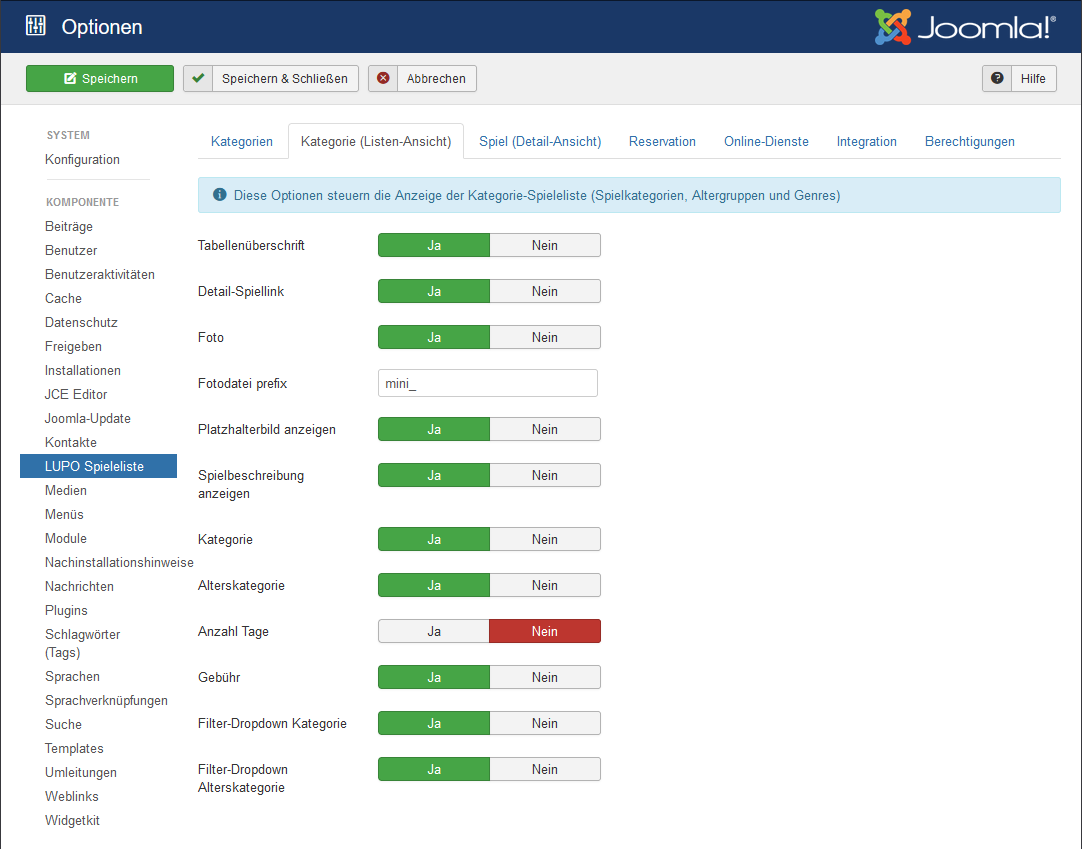 Optionen
Joomla!®
Speichern
Speichern & Schließen
Abbrechen
Hilfe
SYSTEM
Konfiguration
KOMPONENTE
Beiträge
Benutzer
Benutzeraktivitäten
Cache
Datenschutz
Freigeben
Installationen
JCE Editor
Joomla-Update
Kontakte
LUPO Spieleliste
Medien
Menüs
Module
Nachinstallationshinweise
Nachrichten
Plugins
Schlagwörter
(Tags)
Sprachen
Sprachverknüpfungen
Suche
Templates
Umleitungen
Weblinks
Widgetkit
Kategorien
Kategorie (Listen-Ansicht)
Spiel (Detail-Ansicht)
Reservation
Online-Dienste
Integration
Berechtigungen
Diese Optionen steuern die Anzeige der Kategorie-Spieleliste (Spielkategorien, Altergruppen und Genres)
Tabellenüberschrift Ja Nein
Detail-Spiellink Ja Nein
Foto Ja Nein
Fotodatei prefix mini_
Platzhalterbild anzeigen Ja Nein
Spielbeschreibung Ja Nein
anzeigen
Kategorie Ja Nein
Alterskategorie Ja Nein
Anzahl Tage Ja Nein
Gebühr Ja Nein
Filter-Dropdown Kategorie Ja Nein
Filter-Dropdown Ja Nein
Alterskategorie